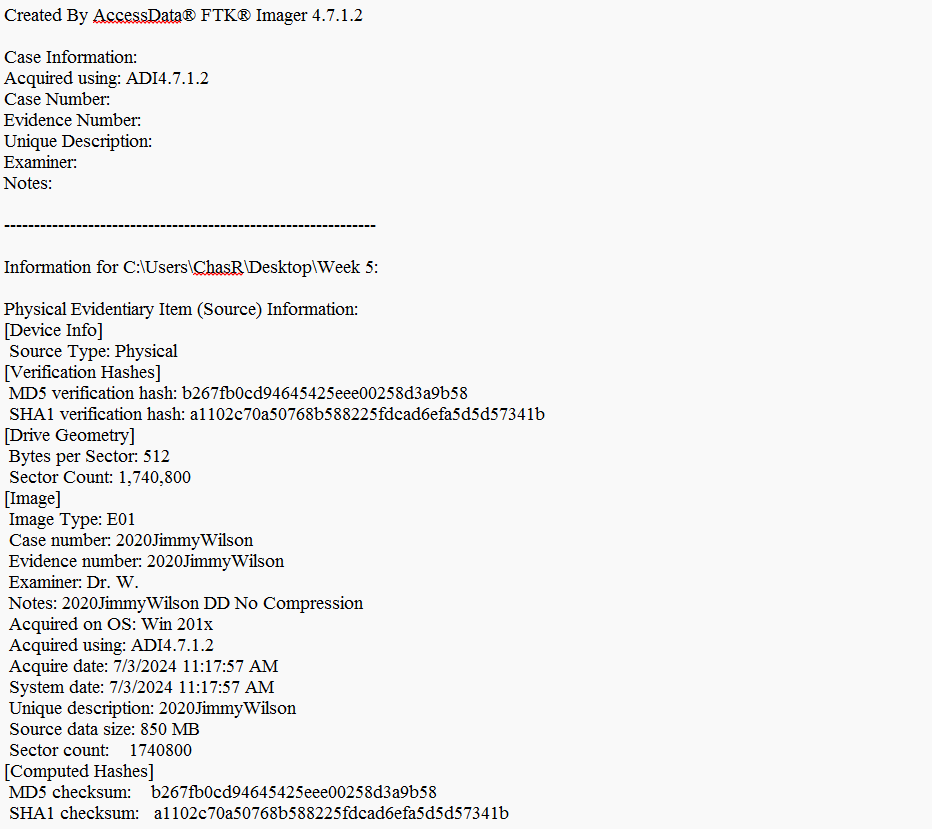 Created By AccessData® FTK® Imager 4.7.1.2
Case Information:
Acquired using: ADI4.7.1.2
Case Number:
Evidence Number:
Unique Description:
Examiner:
Notes:
--------------------------------------------------------------
Information for C:\Users\ChasR\Desktop\Week 5:
Physical Evidentiary Item (Source) Information:
[Device Info]
Source Type: Physical
[Verification Hashes]
MD5 verification hash: b267fb0cd94645425eee00258d3a9b58
SHA1 verification hash: a1102c70a50768b588225fdcad6efa5d5d57341b
[Drive Geometry]
Bytes per Sector: 512
Sector Count: 1,740,800
[Image]
Image Type: E01
Case number: 2020JimmyWilson
Evidence number: 2020JimmyWilson
Examiner: Dr. W.
Notes: 2020JimmyWilson DD No Compression
Acquired on OS: Win 201x
Acquired using: ADI4.7.1.2
Acquire date: 7/3/2024 11:17:57 AM
System date: 7/3/2024 11:17:57 AM
Unique description: 2020JimmyWilson
Source data size: 850 MB
Sector count:    1740800
[Computed Hashes]
MD5 checksum:    b267fb0cd94645425eee00258d3a9b58
SHA1 checksum:   a1102c70a50768b588225fdcad6efa5d5d57341b